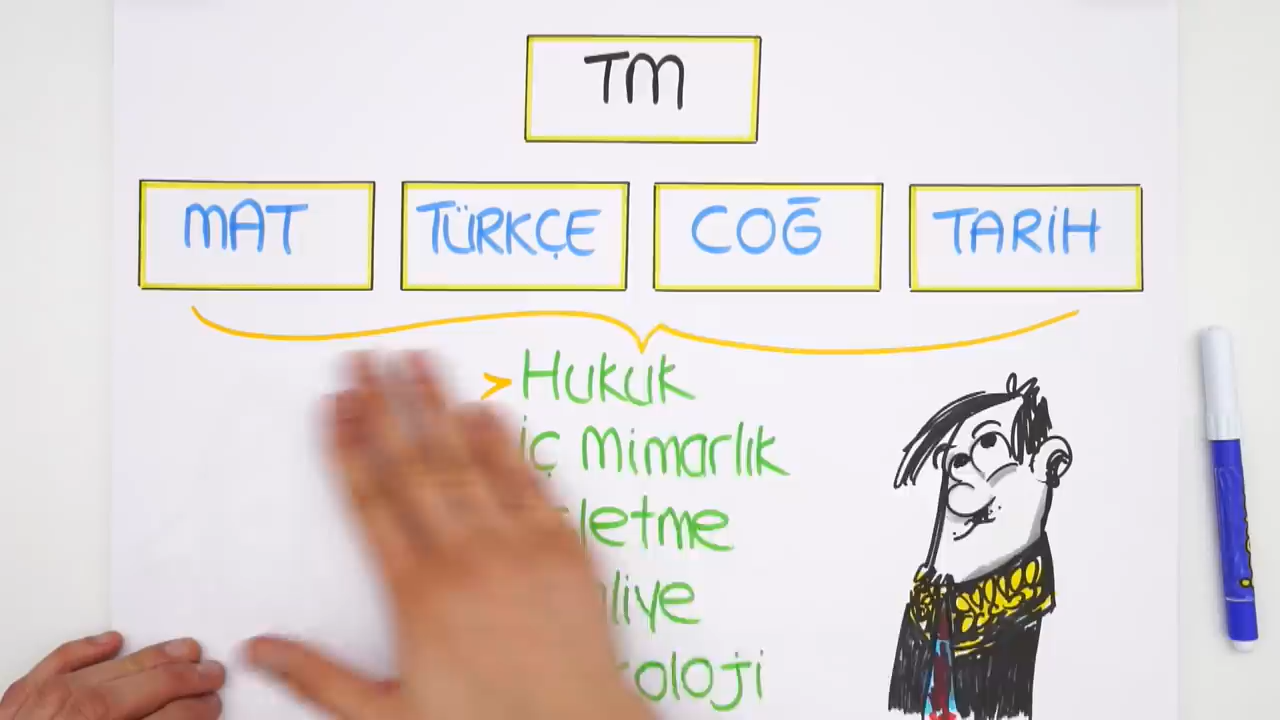 TM
MAT TÜRKÇE COĞ TARİH
> Hukuk
İç Mimarlık
letme
liye
oloji